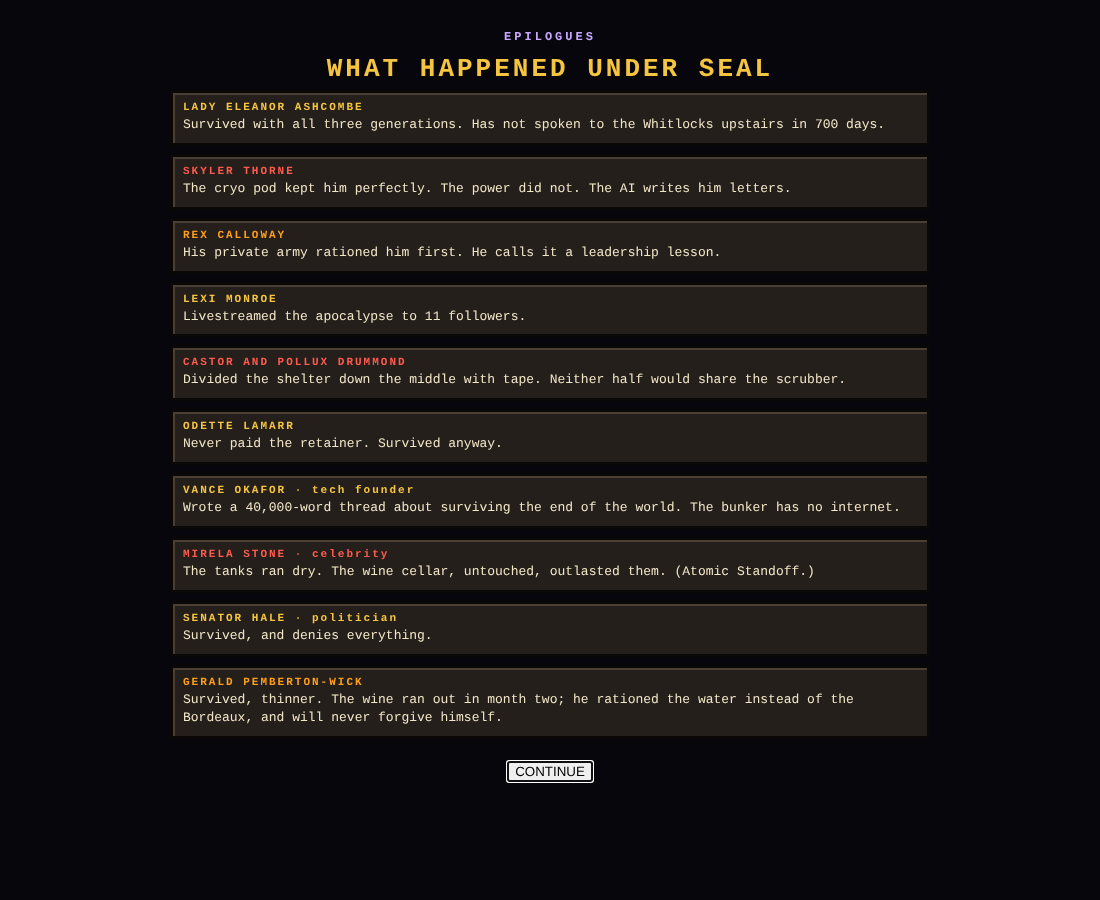 EPILOGUES
WHAT HAPPENED UNDER SEAL
LADY ELEANOR ASHCOMBE
Survived with all three generations. Has not spoken to the Whitlocks upstairs in 700 days.
SKYLER THORNE
The cryo pod kept him perfectly. The power did not. The AI writes him letters.
REX CALLOWAY
His private army rationed him first. He calls it a leadership lesson.
LEXI MONROE
Livestreamed the apocalypse to 11 followers.
CASTOR AND POLLUX DRUMMOND
Divided the shelter down the middle with tape. Neither half would share the scrubber.
ODETTE LAMARR
Never paid the retainer. Survived anyway.
VANCE OKAFOR · tech founder
Wrote a 40,000-word thread about surviving the end of the world. The bunker has no internet.
MIRELA STONE · celebrity
The tanks ran dry. The wine cellar, untouched, outlasted them. (Atomic Standoff.)
SENATOR HALE · politician
Survived, and denies everything.
GERALD PEMBERTON-WICK
Survived, thinner. The wine ran out in month two; he rationed the water instead of the
Bordeaux, and will never forgive himself.
CONTINUE